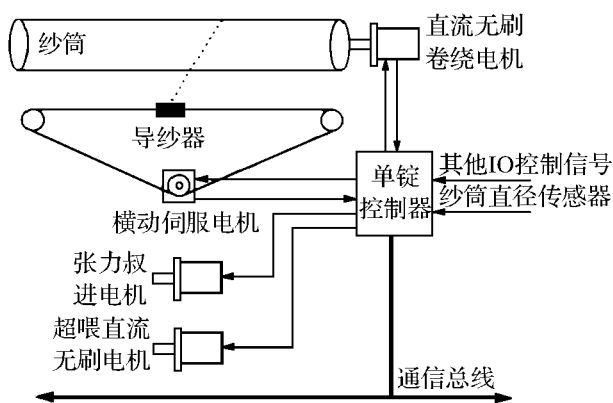 纱筒
直流无刷
卷绕电机
导纱器
单锭
控制器
其他IO控制信号
纱筒直径传感器
横动伺服电机
张力叔
进电机
超喂直流
无刷电机
通信总线